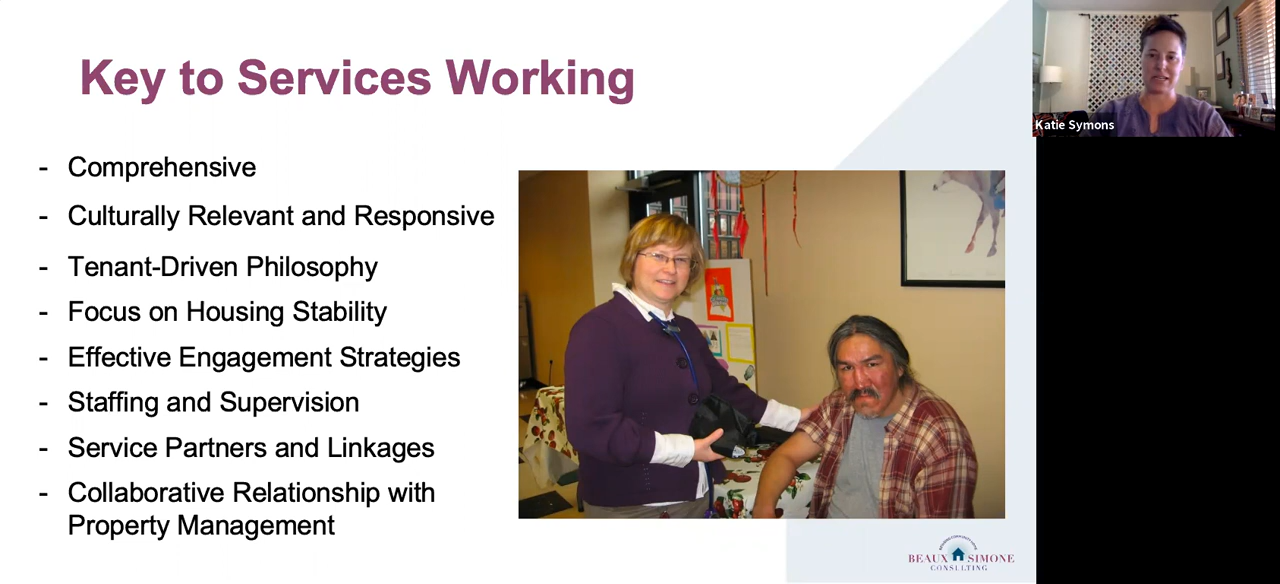 Key to Services Working
- Comprehensive
- Culturally Relevant and Responsive
- Tenant-Driven Philosophy
- Focus on Housing Stability
- Effective Engagement Strategies
- Staffing and Supervision
- Service Partners and Linkages
- Collaborative Relationship with
Property Management
Katie Symons
BEAUX SIMONE
CONSULTING